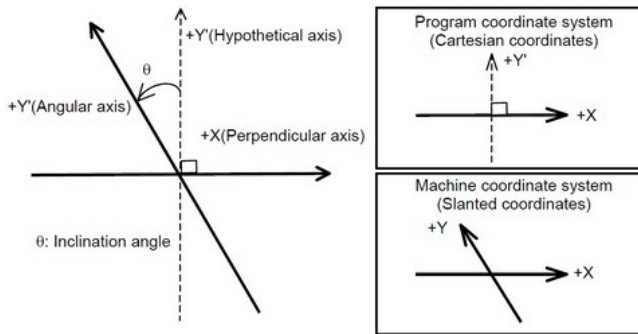 +Y'(Hypothetical axis)
θ
+Y'(Angular axis)
+X(Perpendicular axis)
θ: Inclination angle
Program coordinate system
(Cartesian coordinates)
+Y'
+X
Machine coordinate system
(Slanted coordinates)
+Y
+X